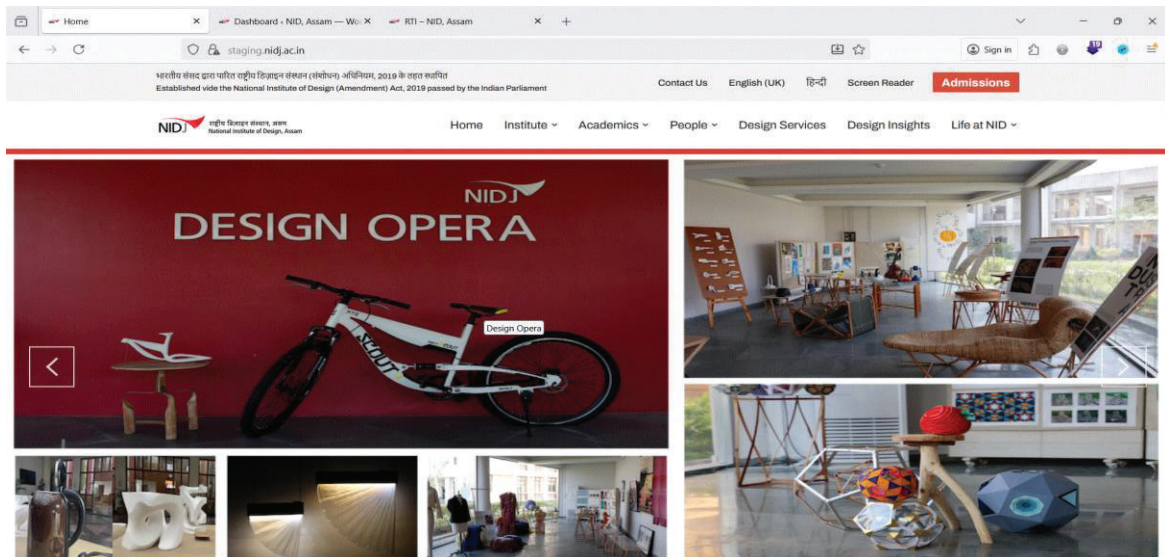 Home
Dashboard ‹ NID, Assam — Wo
RTI – NID, Assam
staging.nidj.ac.in
Sign in
19
भारतीय संसद द्वारा पारित राष्ट्रीय डिज़ाइन संस्थान (संशोधन) अधिनियम, 2019 के तहत स्थापित
Established vide the National Institute of Design (Amendment) Act, 2019 passed by the Indian Parliament
Contact Us English (UK) हिन्दी Screen Reader Admissions
NIDJ
राष्ट्रीय डिजाइन संस्थान, असम
National Institute of Design, Assam
Home Institute Academics People Design Services Design Insights Life at NID
NIDJ
DESIGN OPERA
SCOUT
Design Opera